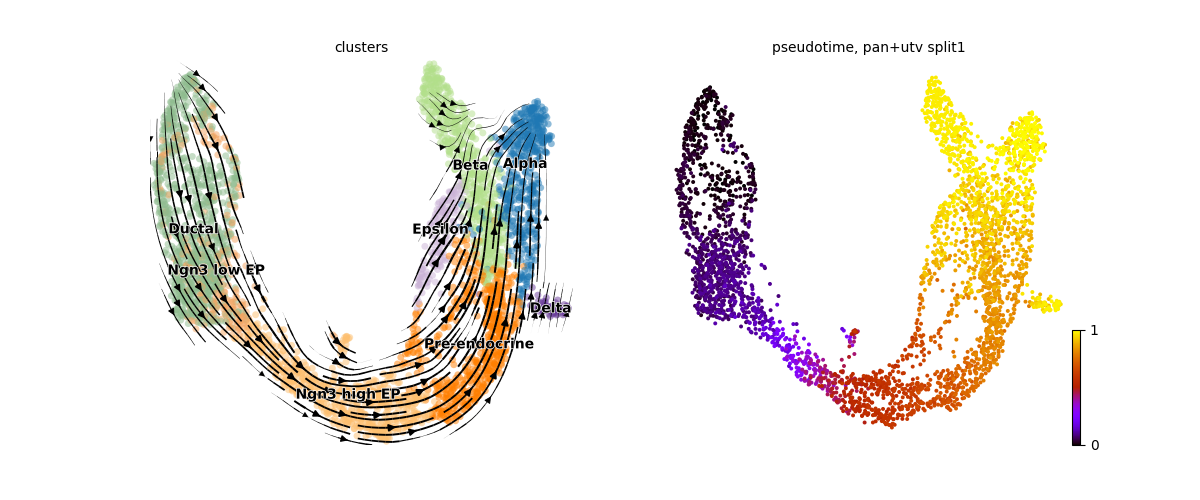 clusters
pseudotime, pan+utv split1
Beta
Alpha
Ductal
Epsilon
Ngn3 low EP
Delta
Pre-endocrine
Ngn3 high EP
1
0